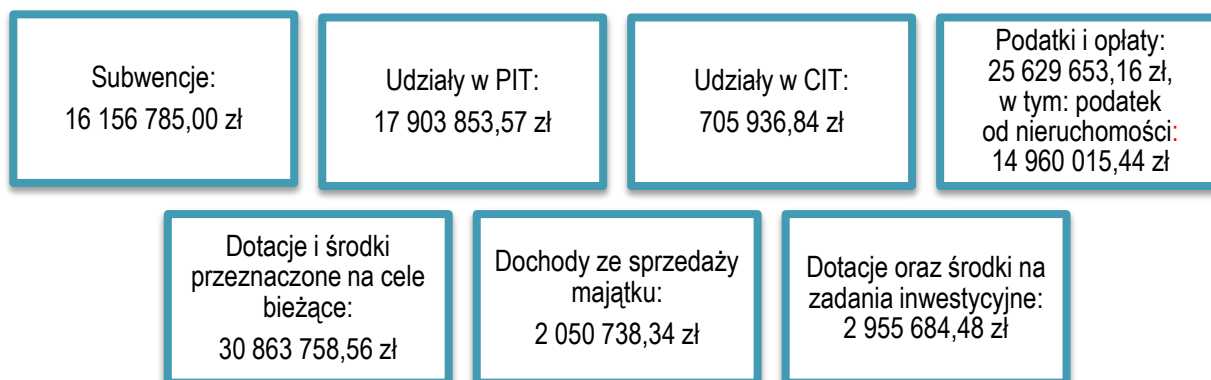 Subwencje:
16 156 785,00 zł
Udziały w PIT:
17 903 853,57 zł
Udziały w CIT:
705 936,84 zł
Podatki i opłaty:
25 629 653,16 zł,
w tym: podatek
od nieruchomości:
14 960 015,44 zł
Dotacje i środki
przeznaczone na cele
bieżące:
30 863 758,56 zł
Dochody ze sprzedaży
majątku:
2 050 738,34 zł
Dotacje oraz środki na
zadania inwestycyjne:
2 955 684,48 zł